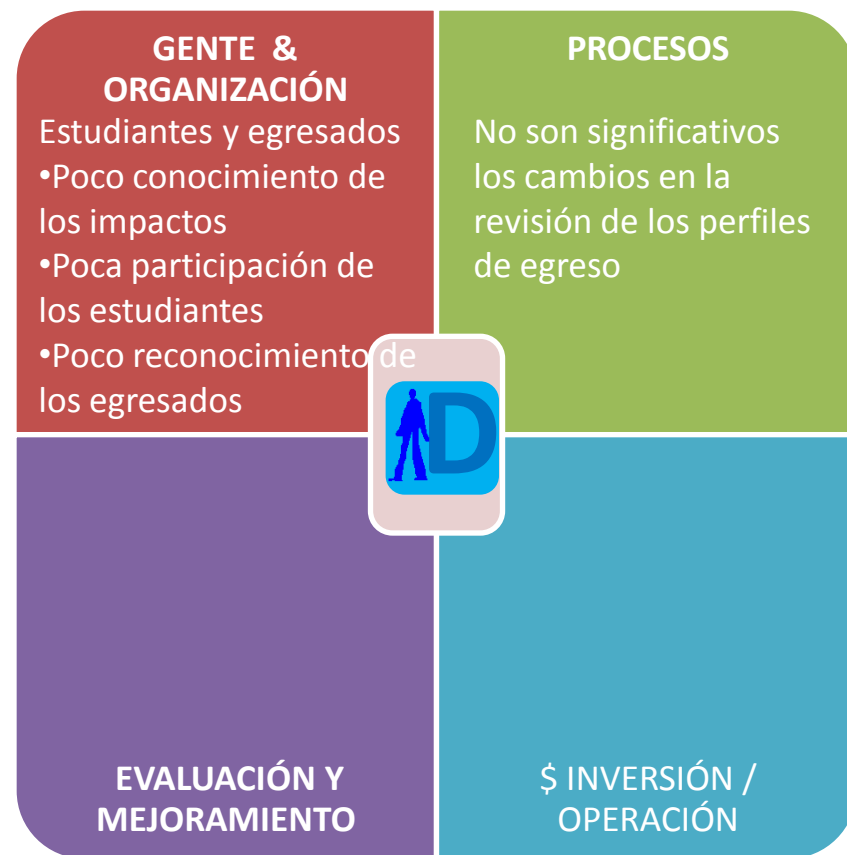 GENTE &
ORGANIZACIÓN
Estudiantes y egresados
•Poco conocimiento de
los impactos
•Poca participación de
los estudiantes
•Poco reconocimiento de
los egresados
PROCESOS
No son significativos
los cambios en la
revisión de los perfiles
de egreso
D
EVALUACIÓN Y
MEJORAMIENTO
$ INVERSIÓN /
OPERACIÓN